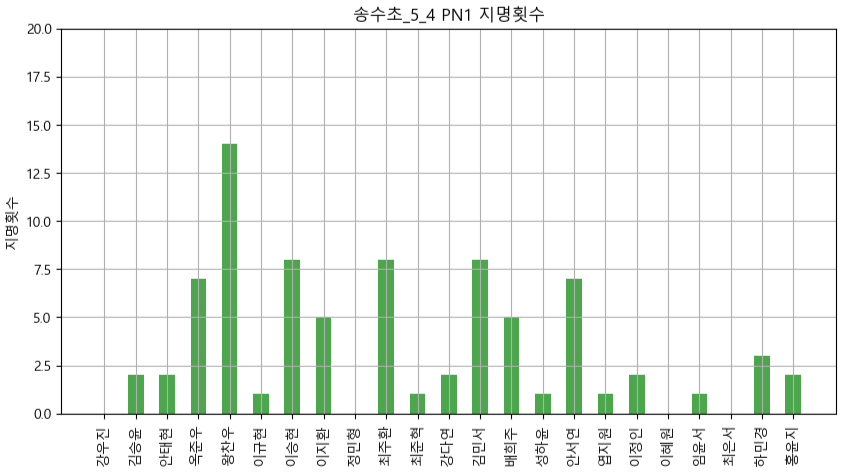 송수초_5_4 PN1 지명횟수
지명횟수
20.0
17.5
15.0
12.5
10.0
7.5
5.0
2.5
0.0
강우진
김승윤
안태현
옥준우
왕찬우
이규현
이승현
이지환
정민형
최주환
최준혁
강다연
김민서
배희주
성하윤
안서연
엽지원
이정인
이혜원
임윤서
최은서
하민경
홍윤지